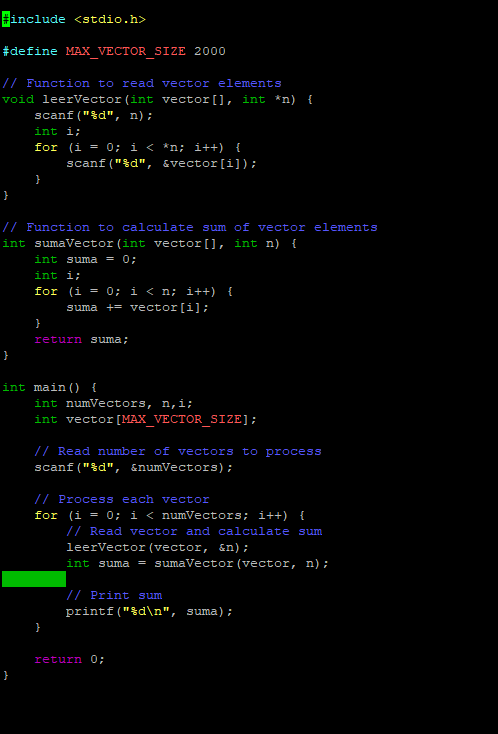 #include <stdio.h>

#define MAX_VECTOR_SIZE 2000

// Function to read vector elements
void leerVector(int vector[], int *n) {
    scanf("%d", n);
    int i;
    for (i = 0; i < *n; i++) {
        scanf("%d", &vector[i]);
    }
}

// Function to calculate sum of vector elements
int sumaVector(int vector[], int n) {
    int suma = 0;
    int i;
    for (i = 0; i < n; i++) {
        suma += vector[i];
    }
    return suma;
}

int main() {
    int numVectors, n,i;
    int vector[MAX_VECTOR_SIZE];

    // Read number of vectors to process
    scanf("%d", &numVectors);

    // Process each vector
    for (i = 0; i < numVectors; i++) {
        // Read vector and calculate sum
        leerVector(vector, &n);
        int suma = sumaVector(vector, n);

        // Print sum
        printf("%d\n", suma);
    }

    return 0;
}